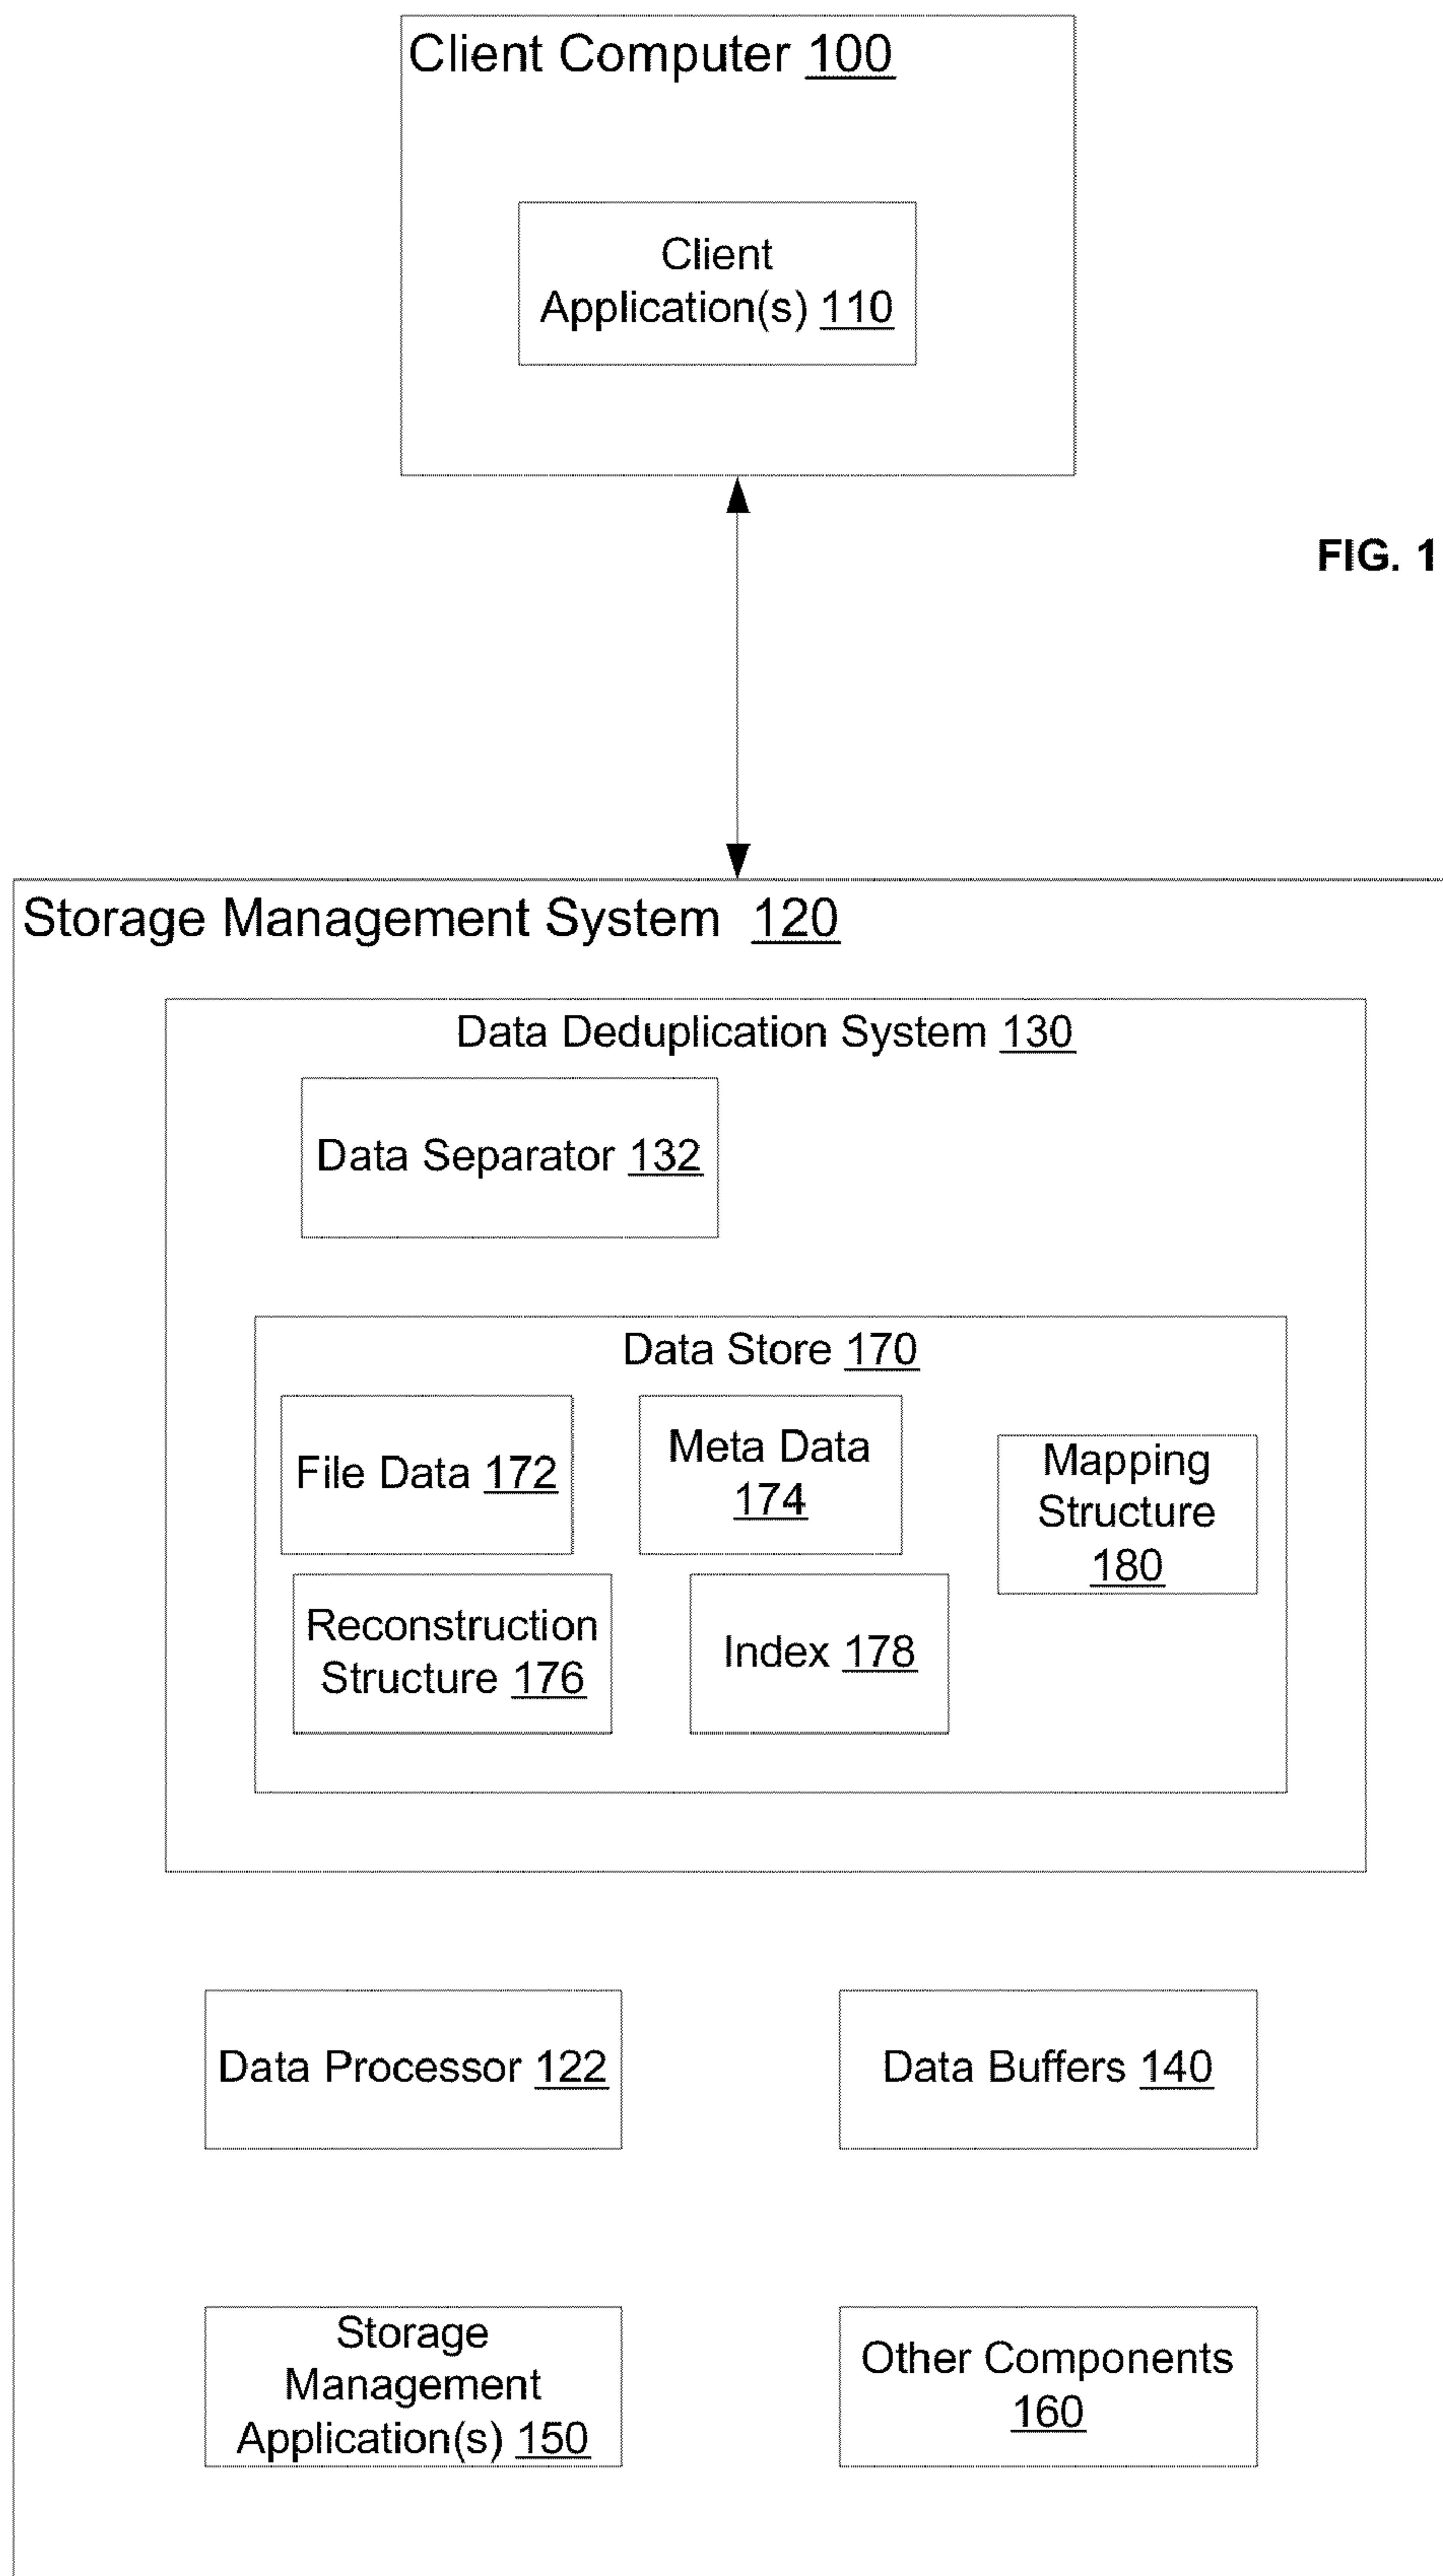 Client Computer 100
Client
Application(s) 110
FIG. 1
Storage Management System 120
Data Deduplication System 130
Data Separator 132
Data Store 170
File Data 172
Meta Data
174
Mapping
Structure
180
Reconstruction
Structure 176
Index 178
Data Processor 122
Data Buffers 140
Storage
Management
Application(s) 150
Other Components
160